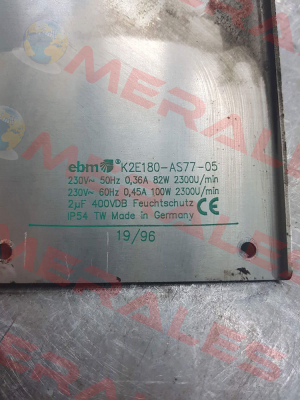 ebm K2E180-AS77-05
230V~ 50Hz 0,36A 82W 2300U/min
230V~ 60Hz 0,45A 100W 2300U/min
2µF 400VDB Feuchtschutz CE
IP54 TW Made in Germany
19/96
EMERALES